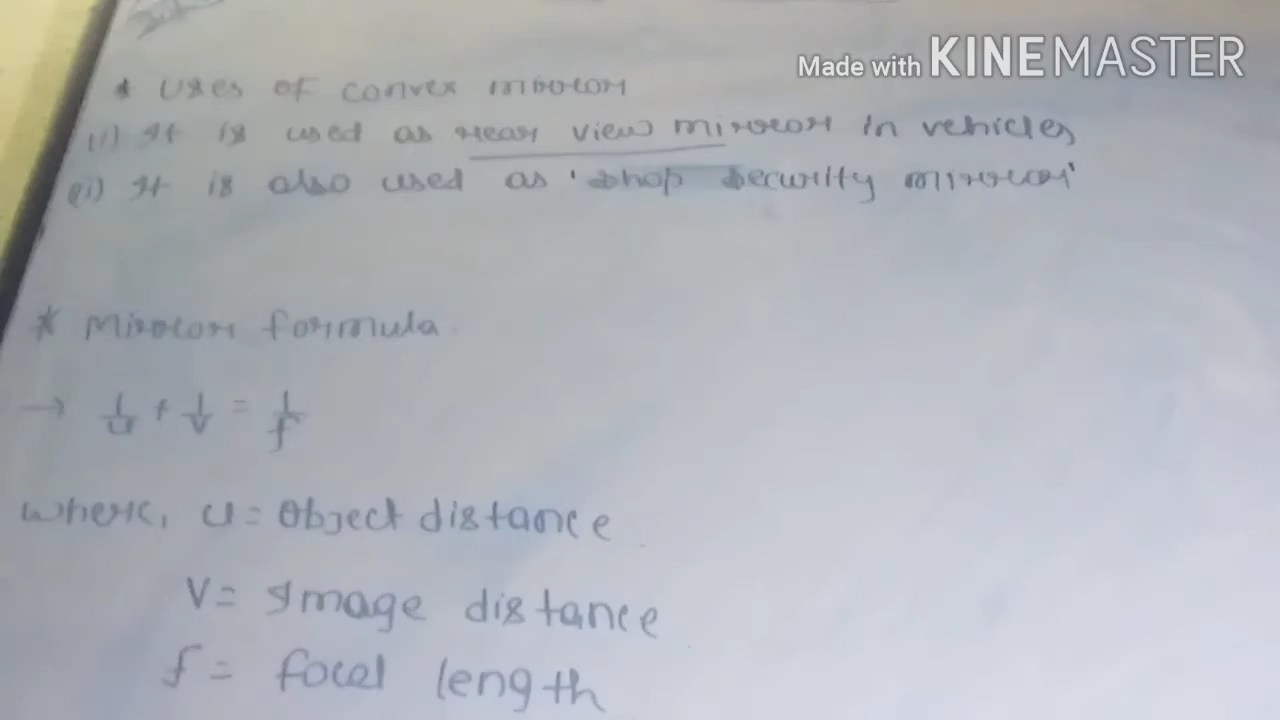 Made with KINEMASTER
* Uses of convex mirror
(i) It is used as rear view mirror in vehicles
(ii) It is also used as 'shop security mirror'
* Mirror formula
→ 1/u + 1/v = 1/f
where, u = Object distance
v = Image distance
f = focal length